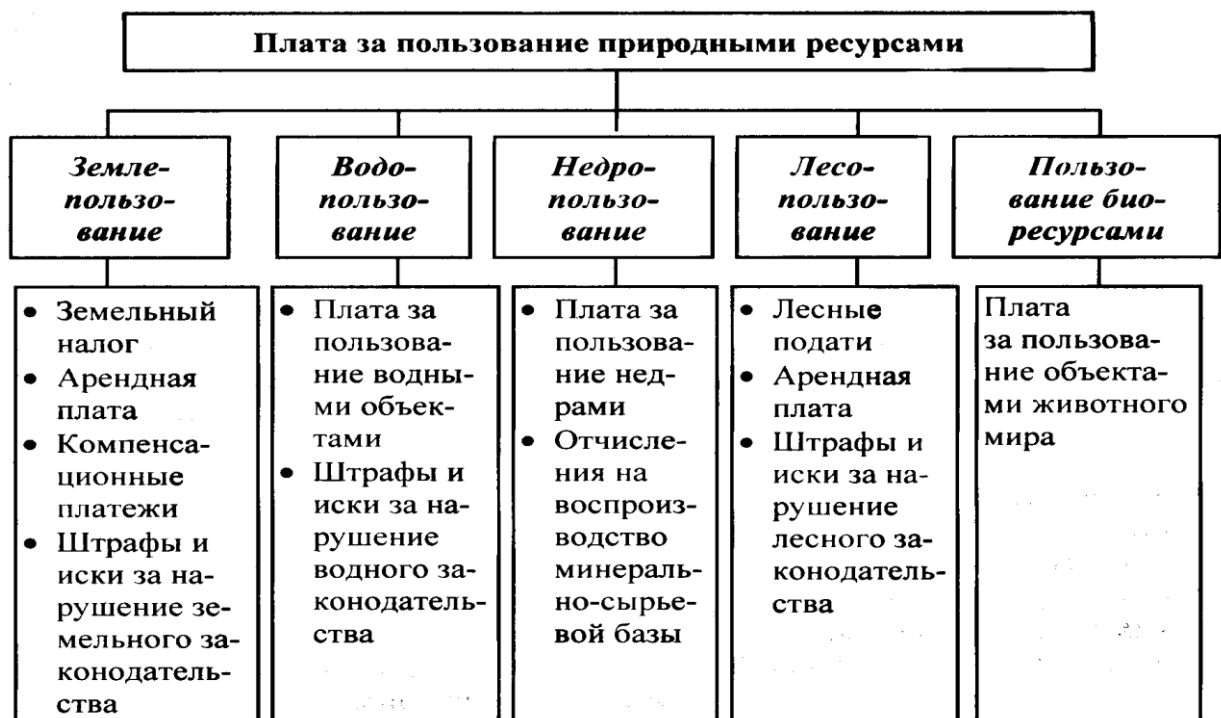 Плата за пользование природными ресурсами
Земле-
пользо-
вание
Водо-
пользо-
вание
Недро-
пользо-
вание
Лесо-
пользо-
вание
Пользо-
вание био-
ресурсами
• Земельный
налог
• Арендная
плата
• Компенса-
ционные
платежи
• Штрафы и
иски за на-
рушение зе-
мельного за-
конодатель-
ства
• Плата за
пользова-
ние водны-
ми объек-
тами
• Штрафы и
иски за на-
рушение
водного за-
конодатель-
ства
• Плата за
пользова-
ние нед-
рами
• Отчисле-
ния на
воспроиз-
водство
минераль-
но-сырье-
вой базы
• Лесные
подати
• Арендная
плата
• Штрафы и
иски за на-
рушение
лесного за-
конодатель-
ства
Плата
за пользова-
ние объекта-
ми животного
мира